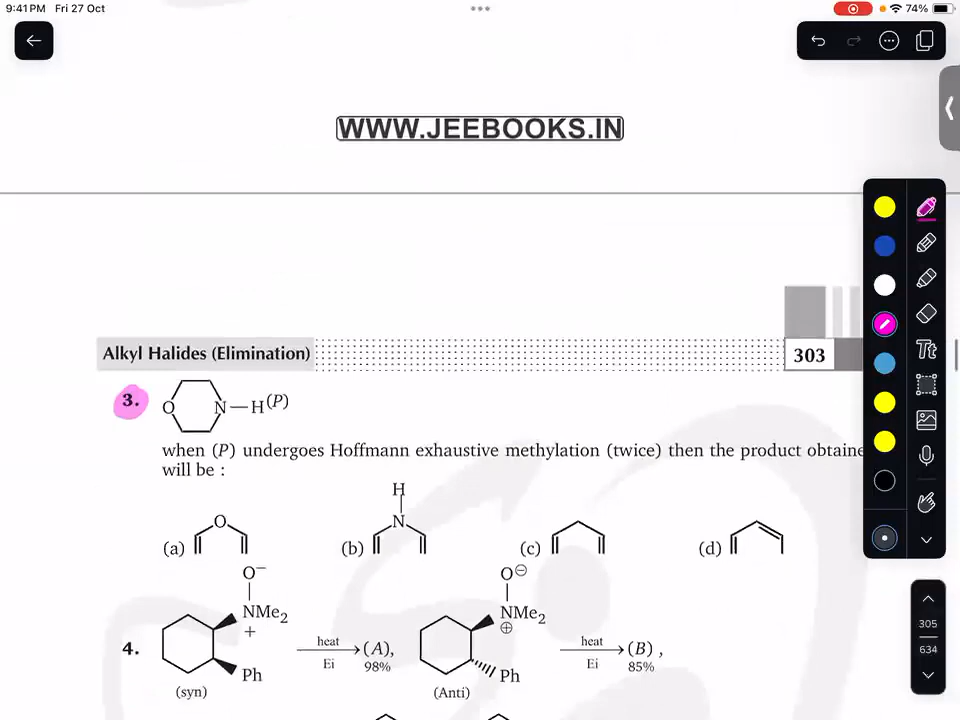 9:41 PM Fri 27 Oct
74%
WWW.JEEBOOKS.IN
Alkyl Halides (Elimination)
303
3.
O
N—H(P)
when (P) undergoes Hoffmann exhaustive methylation (twice) then the product obtaine
will be :
(a)
O
(b)
H
N
(c)
(d)
4.
O⁻
NMe₂
+
Ph
(syn)
heat
Ei
(A),
98%
O⊖
NMe₂
⊕
Ph
(Anti)
heat
Ei
(B) ,
85%
Tt
305
634